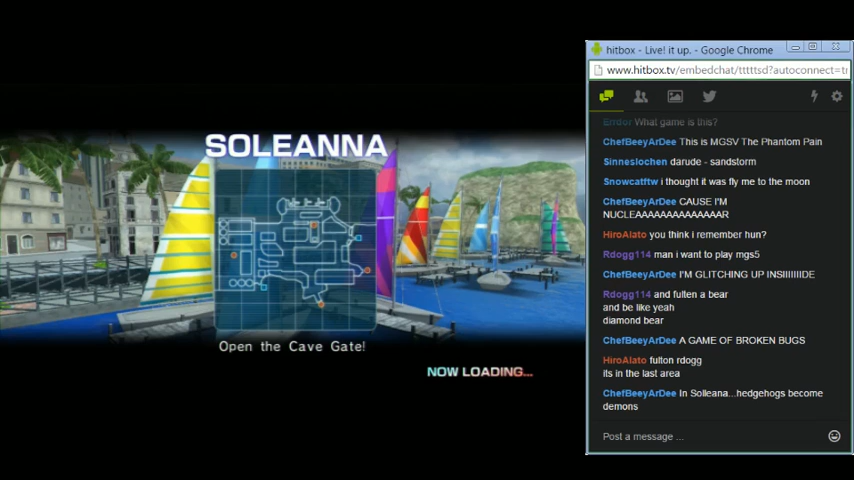 SOLEANNA
Open the Cave Gate!
NOW LOADING...
hitbox - Live! it up. - Google Chrome
www.hitbox.tv/embedchat/tttttsd?autoconnect=tr
Errdor What game is this?
ChefBeeyArDee This is MGSV The Phantom Pain
Sinneslochen darude - sandstorm
Snowcatftw i thought it was fly me to the moon
ChefBeeyArDee CAUSE I'M
NUCLEAAAAAAAAAAAAAAR
HiroAlato you think i remember hun?
Rdogg114 man i want to play mgs5
ChefBeeyArDee I'M GLITCHING UP INSIIIIIIIDE
Rdogg114 and fulten a bear
and be like yeah
diamond bear
ChefBeeyArDee A GAME OF BROKEN BUGS
HiroAlato fulton rdogg
its in the last area
ChefBeeyArDee In Solleana...hedgehogs become
demons
Post a message ...